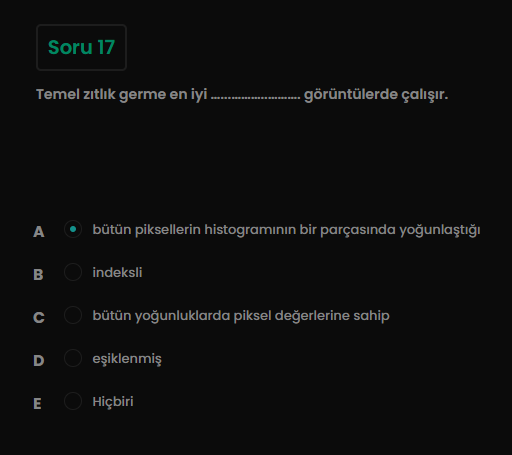 Soru 17
Temel zıtlık germe en iyi ............................ görüntülerde çalışır.
A bütün piksellerin histogramının bir parçasında yoğunlaştığı
B indeksli
C bütün yoğunluklarda piksel değerlerine sahip
D eşiklenmiş
E Hiçbiri